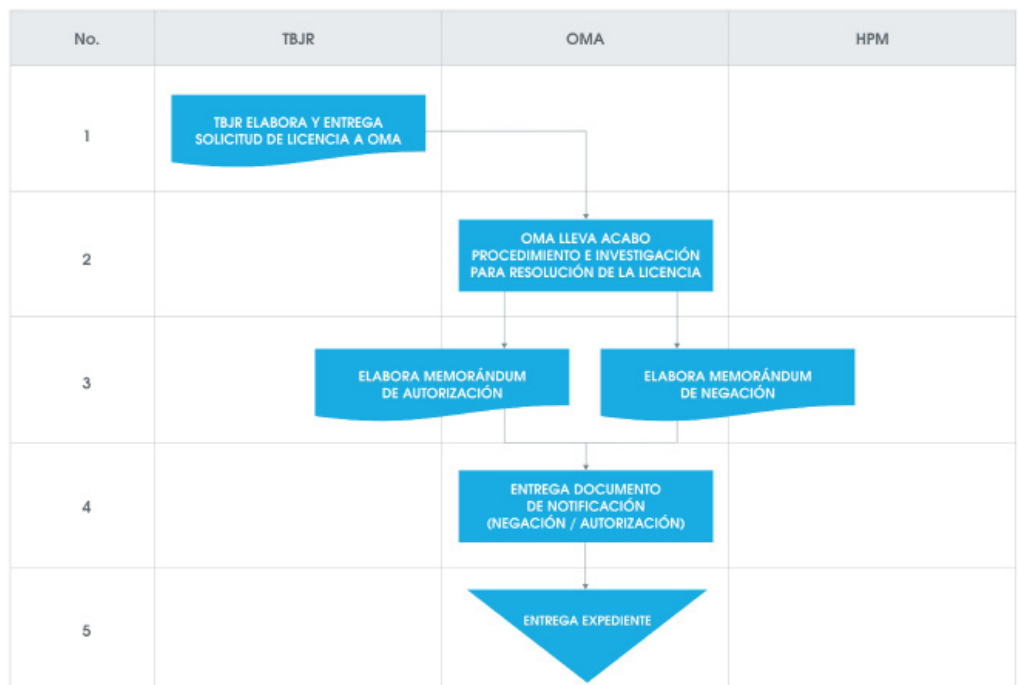 No.
TBJR
OMA
HPM
1
TBJR ELABORA Y ENTREGA
SOLICITUD DE LICENCIA A OMA
2
OMA LLEVA ACABO
PROCEDIMIENTO E INVESTIGACIÓN
PARA RESOLUCIÓN DE LA LICENCIA
3
ELABORA MEMORÁNDUM
DE AUTORIZACIÓN
ELABORA MEMORÁNDUM
DE NEGACIÓN
4
ENTREGA DOCUMENTO
DE NOTIFICACIÓN
(NEGACIÓN / AUTORIZACIÓN)
5
ENTREGA EXPEDIENTE